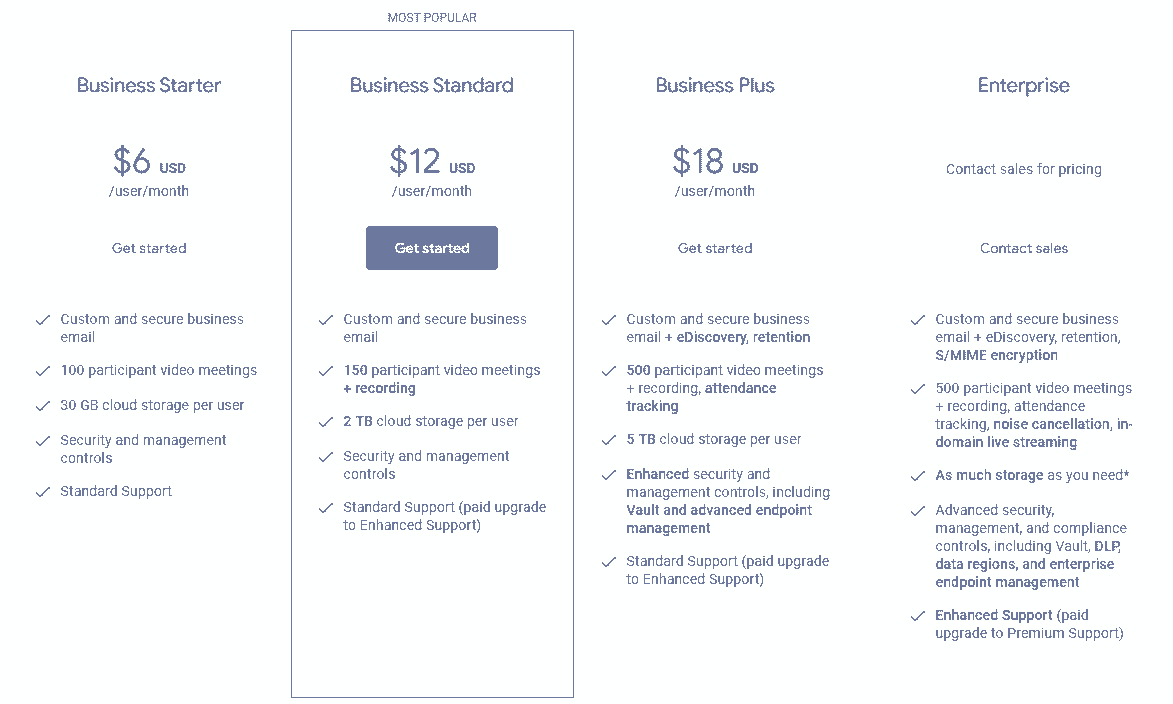 MOST POPULAR
Business Starter
$6 USD
/user/month
Get started
Custom and secure business
email
100 participant video meetings
30 GB cloud storage per user
Security and management
controls
Standard Support
Business Standard
$12 USD
/user/month
Get started
Custom and secure business
email
150 participant video meetings
+ recording
2 TB cloud storage per user
Security and management
controls
Standard Support (paid upgrade
to Enhanced Support)
Business Plus
$18 USD
/user/month
Get started
Custom and secure business
email + eDiscovery, retention
500 participant video meetings
+ recording, attendance
tracking
5 TB cloud storage per user
Enhanced security and
management controls, including
Vault and advanced endpoint
management
Standard Support (paid upgrade
to Enhanced Support)
Enterprise
Contact sales for pricing
Contact sales
Custom and secure business
email + eDiscovery, retention,
S/MIME encryption
500 participant video meetings
+ recording, attendance
tracking, noise cancellation, in-
domain live streaming
As much storage as you need*
Advanced security,
management, and compliance
controls, including Vault, DLP,
data regions, and enterprise
endpoint management
Enhanced Support (paid
upgrade to Premium Support)